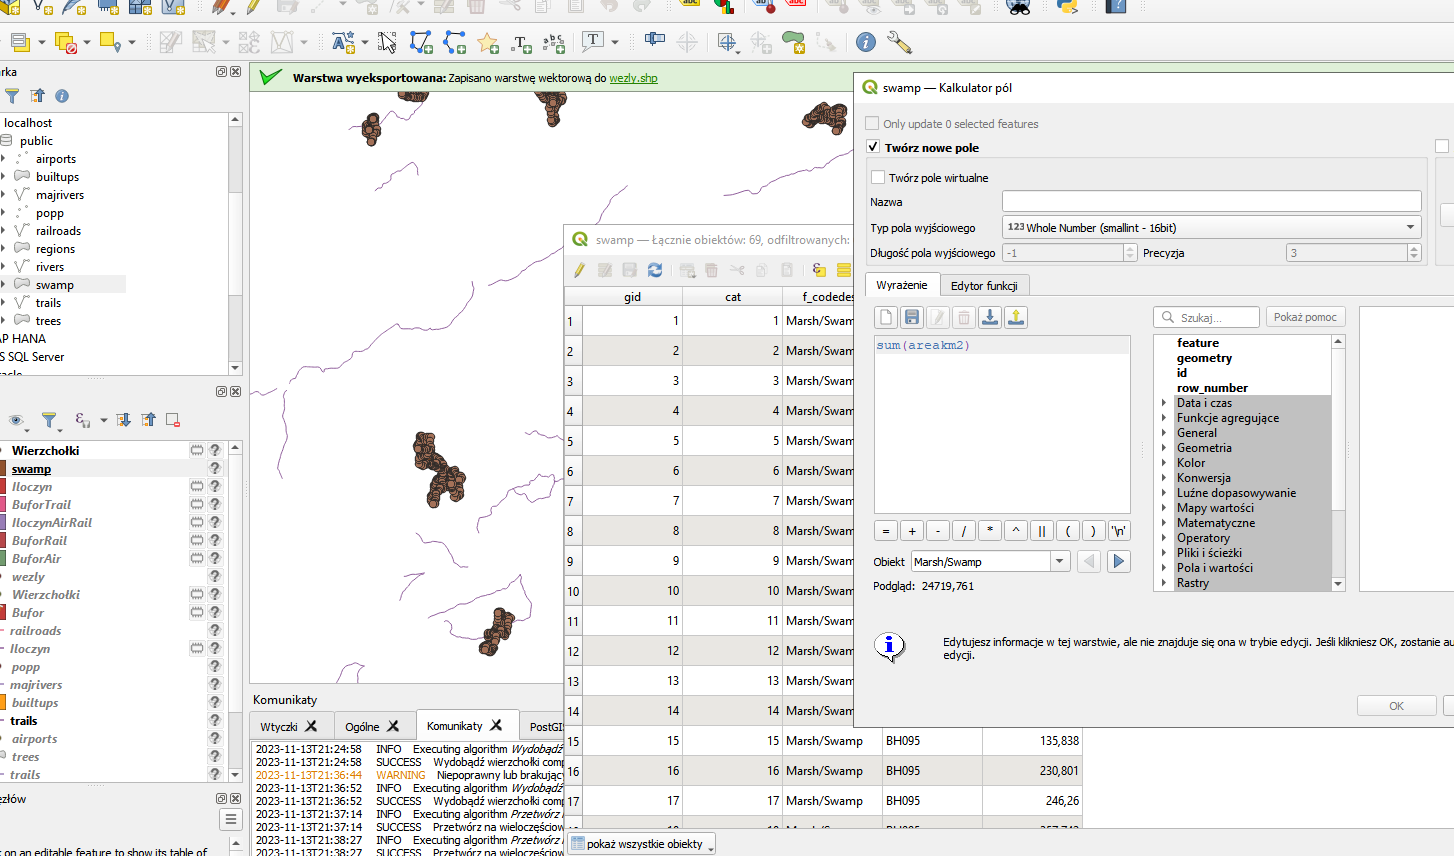 abc
Warstwa wyeksportowana: Zapisano warstwę wektorową do wezly.shp
localhost
public
airports
builtups
majrivers
popp
railroads
regions
rivers
swamp
trails
trees
AP HANA
S SQL Server
Wierzchołki
swamp
Iloczyn
BuforTrail
IloczynAirRail
BuforRail
BuforAir
wezly
Wierzchołki
Bufor
railroads
Iloczyn
popp
majrivers
builtups
trails
airports
trees
trails
on an editable feature to show its table of
Komunikaty
Wtyczki
Ogólne
Komunikaty
PostGIS
2023-11-13T21:24:58 INFO Executing algorithm Wydobądź
2023-11-13T21:24:58 SUCCESS Wydobądź wierzchołki comp
2023-11-13T21:36:44 WARNING Niepoprawny lub brakujący
2023-11-13T21:36:52 INFO Executing algorithm Wydobądź
2023-11-13T21:36:52 SUCCESS Wydobądź wierzchołki comp
2023-11-13T21:37:14 INFO Executing algorithm Przetwórz n
2023-11-13T21:37:14 SUCCESS Przetwórz na wieloczęściow
2023-11-13T21:38:27 INFO Executing algorithm Przetwórz n
2023-11-13T21:38:27 SUCCESS Przetwórz na wieloczęściow
swamp — Łącznie obiektów: 69, odfiltrowanych:
gid cat f_codedes
1 1 1 Marsh/Swam
2 2 2 Marsh/Swam
3 3 3 Marsh/Swam
4 4 4 Marsh/Swam
5 5 5 Marsh/Swam
6 6 6 Marsh/Swam
7 7 7 Marsh/Swam
8 8 8 Marsh/Swam
9 9 9 Marsh/Swam
10 10 10 Marsh/Swam
11 11 11 Marsh/Swam
12 12 12 Marsh/Swam
13 13 13 Marsh/Swam
14 14 14 Marsh/Swam
15 15 15 Marsh/Swamp BH095 135,838
16 16 16 Marsh/Swamp BH095 230,801
17 17 17 Marsh/Swamp BH095 246,26
pokaż wszystkie obiekty
swamp — Kalkulator pól
Only update 0 selected features
Twórz nowe pole
Twórz pole wirtualne
Nazwa
Typ pola wyjściowego 123 Whole Number (smallint - 16bit)
Długość pola wyjściowego -1 Precyzja 3
Wyrażenie Edytor funkcji
Szukaj... Pokaż pomoc
sum(areakm2)
feature
geometry
id
row_number
Data i czas
Funkcje agregujące
General
Geometria
Kolor
Konwersja
Luźne dopasowywanie
Mapy wartości
Matematyczne
Operatory
Pliki i ścieżki
Pola i wartości
Rastry
= + - / * ^ || ( ) '\n'
Obiekt Marsh/Swamp
Podgląd: 24719,761
Edytujesz informacje w tej warstwie, ale nie znajduje się ona w trybie edycji. Jeśli klikniesz OK, zostanie au
edycji.
OK